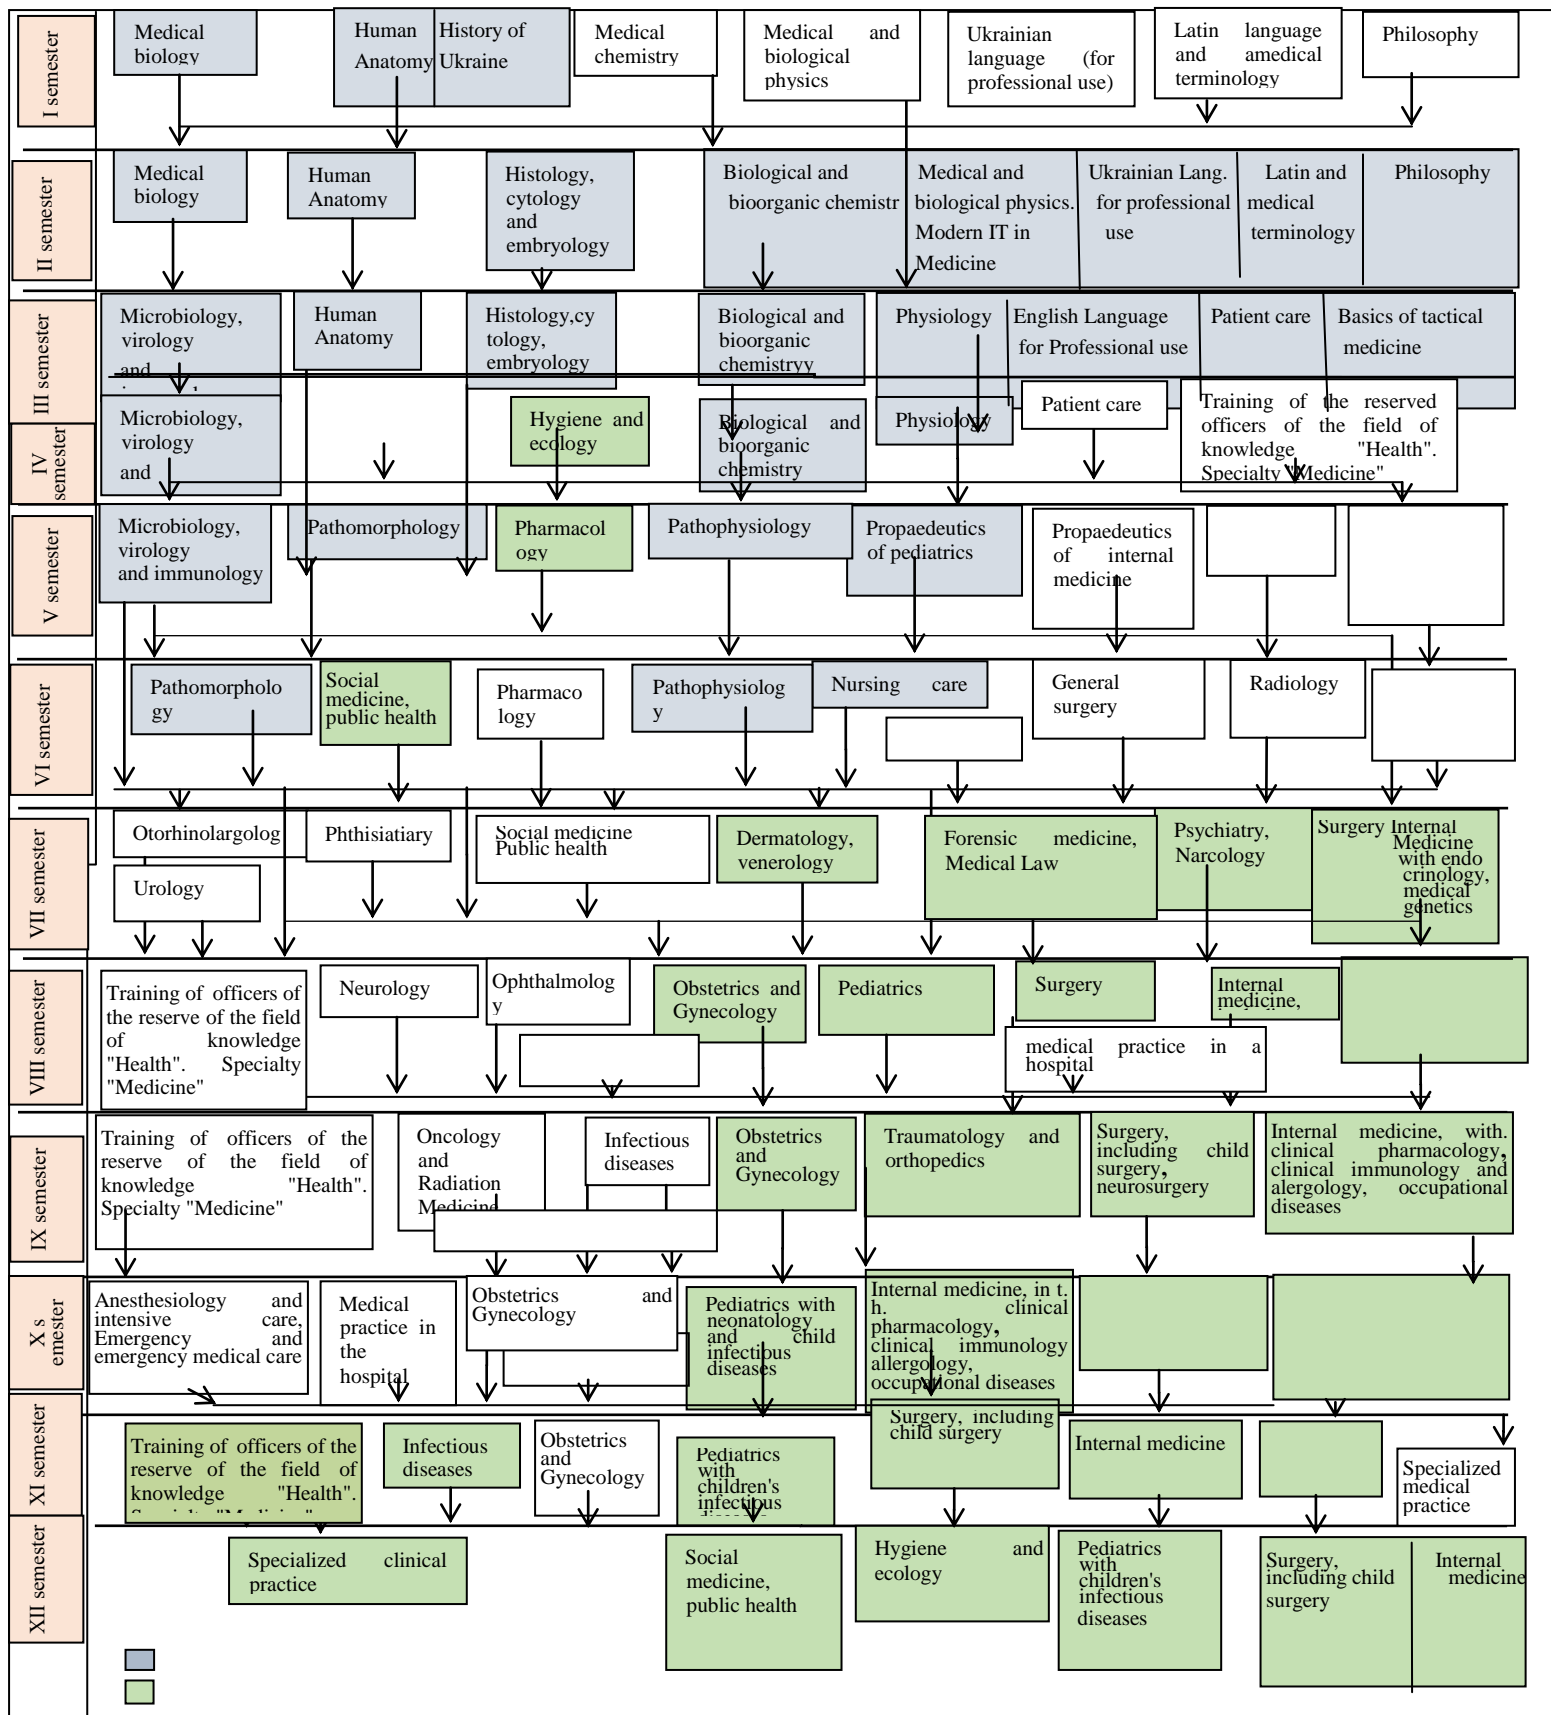 I semester
Medical
biology
Human
Anatomy
History of
Ukraine
Medical
chemistry
Medical and
biological
physics
Ukrainian
language (for
professional use)
Latin language
and amedical
terminology
Philosophy
II semester
Medical
biology
Human
Anatomy
Histology,
cytology
and
embryology
Biological and
bioorganic chemistr
Medical and
biological physics.
Modern IT in
Medicine
Ukrainian Lang.
for professional
use
Latin and
medical
terminology
Philosophy
III semester
Microbiology,
virology
and
Human
Anatomy
Histology,cy
tology,
embryology
Biological and
bioorganic
chemistryy
Physiology
English Language
for Professional use
Patient care
Basics of tactical
medicine
IV
semester
Microbiology,
virology
and
Hygiene and
ecology
Biological and
bioorganic
chemistry
Physiology
Patient care
Training of the reserved
officers of the field of
knowledge "Health".
Specialty "Medicine"
V semester
Microbiology,
virology
and immunology
Pathomorphology
Pharmacol
ogy
Pathophysiology
Propaedeutics
of pediatrics
Propaedeutics
of internal
medicine
VI semester
Pathomorpholo
gy
Social
medicine,
public health
Pharmaco
logy
Pathophysiolog
y
Nursing care
General
surgery
Radiology
VII semester
Otorhinolargolog
Urology
Phthisiatiary
Social medicine
Public health
Dermatology,
venerology
Forensic medicine,
Medical Law
Psychiatry,
Narcology
Surgery Internal
Medicine
with endo
crinology,
medical
genetics
VIII semester
Training of officers of
the reserve of the field
of knowledge
"Health". Specialty
"Medicine"
Neurology
Ophthalmolog
y
Obstetrics and
Gynecology
Pediatrics
Surgery
medical practice in a
hospital
Internal
medicine,
IX semester
Training of officers of the
reserve of the field of
knowledge "Health".
Specialty "Medicine"
Oncology
and
Radiation
Medicine
Infectious
diseases
Obstetrics
and
Gynecology
Traumatology and
orthopedics
Surgery,
including child
surgery,
neurosurgery
Internal medicine, with.
clinical pharmacology,
clinical immunology and
alergology, occupational
diseases
X s
emester
Anesthesiology and
intensive care,
Emergency and
emergency medical care
Medical
practice in
the
hospital
Obstetrics and
Gynecology
Pediatrics with
neonatology
and child
infectious
diseases
Internal medicine, in t.
h. clinical
pharmacology,
clinical immunology
allergology,
occupational diseases
XI semester
Training of officers of the
reserve of the field of
knowledge "Health".
Infectious
diseases
Obstetrics
and
Gynecology
Pediatrics
with
children's
infectious
Surgery, including
child surgery
Internal medicine
Specialized
medical
practice
XII semester
Specialized clinical
practice
Social
medicine,
public health
Hygiene and
ecology
Pediatrics
with
children's
infectious
diseases
Surgery,
including child
surgery
Internal
medicine